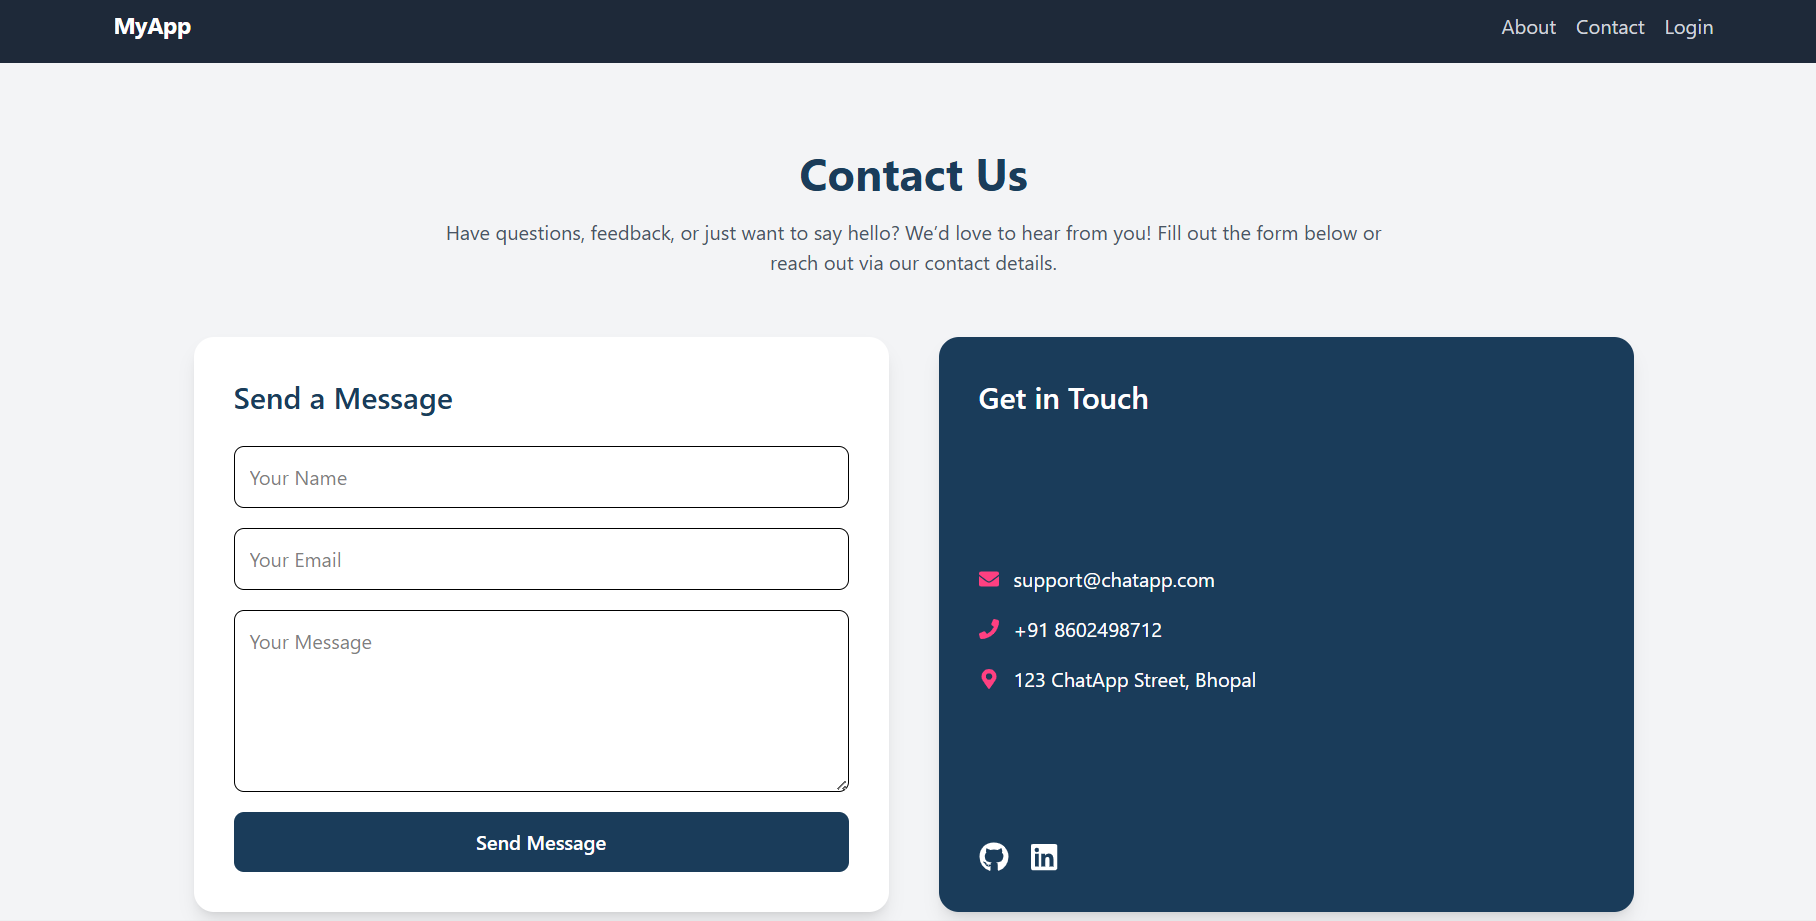 MyApp
About Contact Login
Contact Us
Have questions, feedback, or just want to say hello? We’d love to hear from you! Fill out the form below or
reach out via our contact details.
Send a Message
Your Name
Your Email
Your Message
Send Message
Get in Touch
support@chatapp.com
+91 8602498712
123 ChatApp Street, Bhopal
in